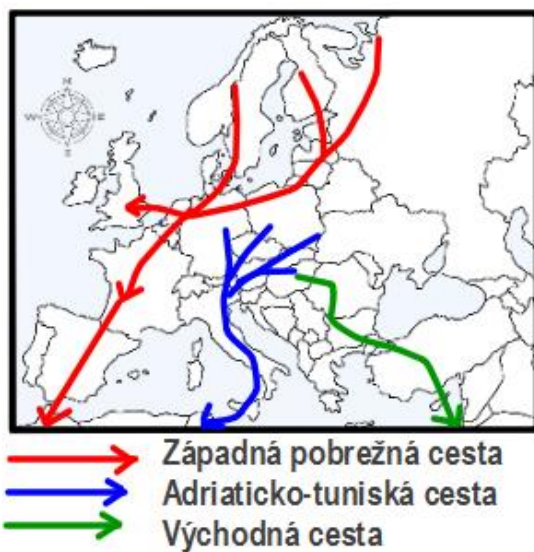 N
W
E
S
Západná pobrežná cesta
Adriaticko-tuniská cesta
Východná cesta